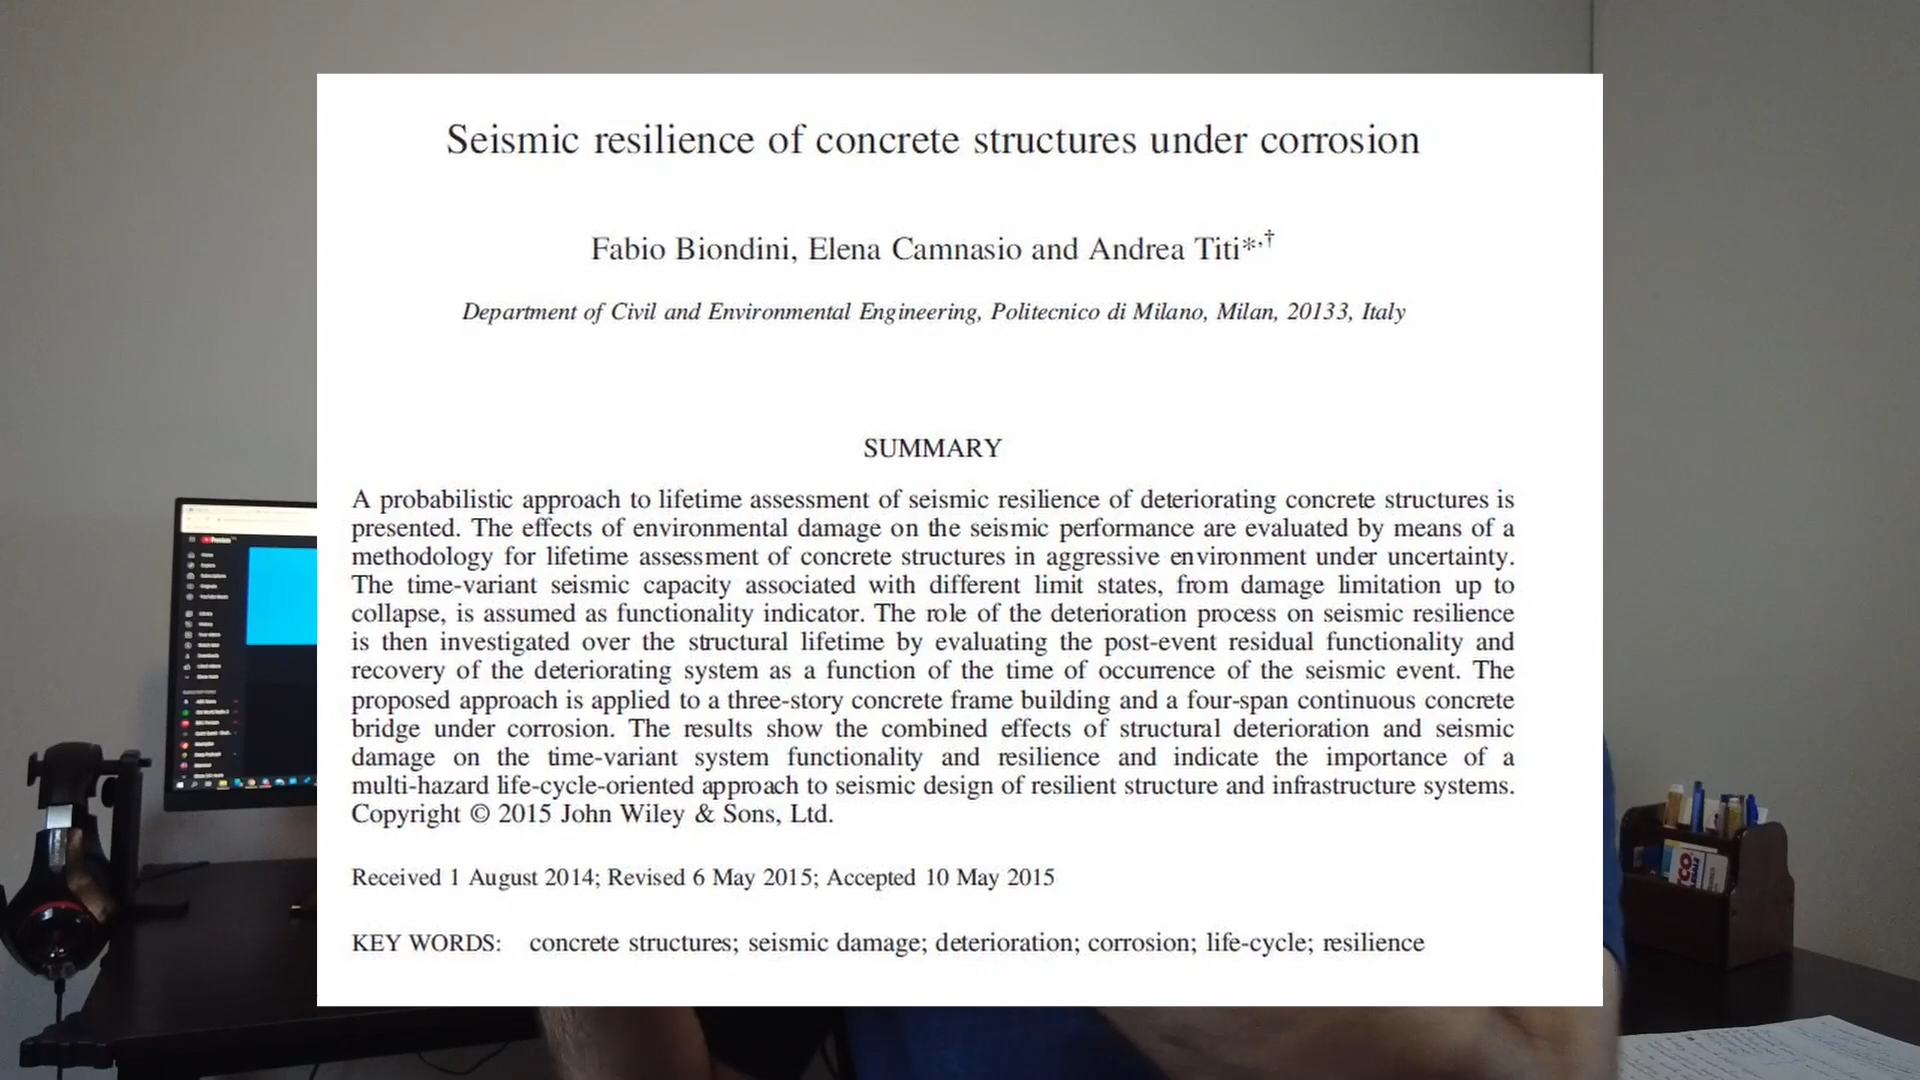 Seismic resilience of concrete structures under corrosion
Fabio Biondini, Elena Camnasio and Andrea Titi*,†
Department of Civil and Environmental Engineering, Politecnico di Milano, Milan, 20133, Italy
SUMMARY
A probabilistic approach to lifetime assessment of seismic resilience of deteriorating concrete structures is
presented. The effects of environmental damage on the seismic performance are evaluated by means of a
methodology for lifetime assessment of concrete structures in aggressive environment under uncertainty.
The time-variant seismic capacity associated with different limit states, from damage limitation up to
collapse, is assumed as functionality indicator. The role of the deterioration process on seismic resilience
is then investigated over the structural lifetime by evaluating the post-event residual functionality and
recovery of the deteriorating system as a function of the time of occurrence of the seismic event. The
proposed approach is applied to a three-story concrete frame building and a four-span continuous concrete
bridge under corrosion. The results show the combined effects of structural deterioration and seismic
damage on the time-variant system functionality and resilience and indicate the importance of a
multi-hazard life-cycle-oriented approach to seismic design of resilient structure and infrastructure systems.
Copyright © 2015 John Wiley & Sons, Ltd.
Received 1 August 2014; Revised 6 May 2015; Accepted 10 May 2015
KEY WORDS: concrete structures; seismic damage; deterioration; corrosion; life-cycle; resilience